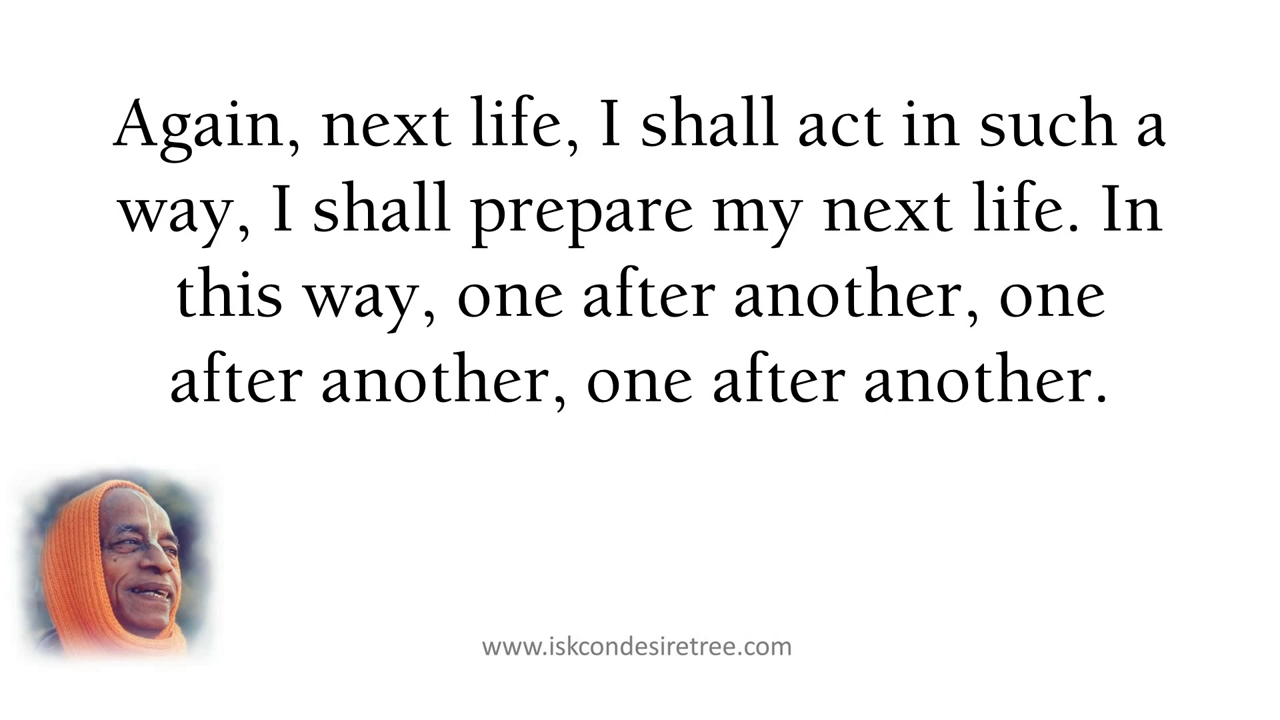 Again, next life, I shall act in such a
way, I shall prepare my next life. In
this way, one after another, one
after another, one after another.
www.iskcondesiretree.com